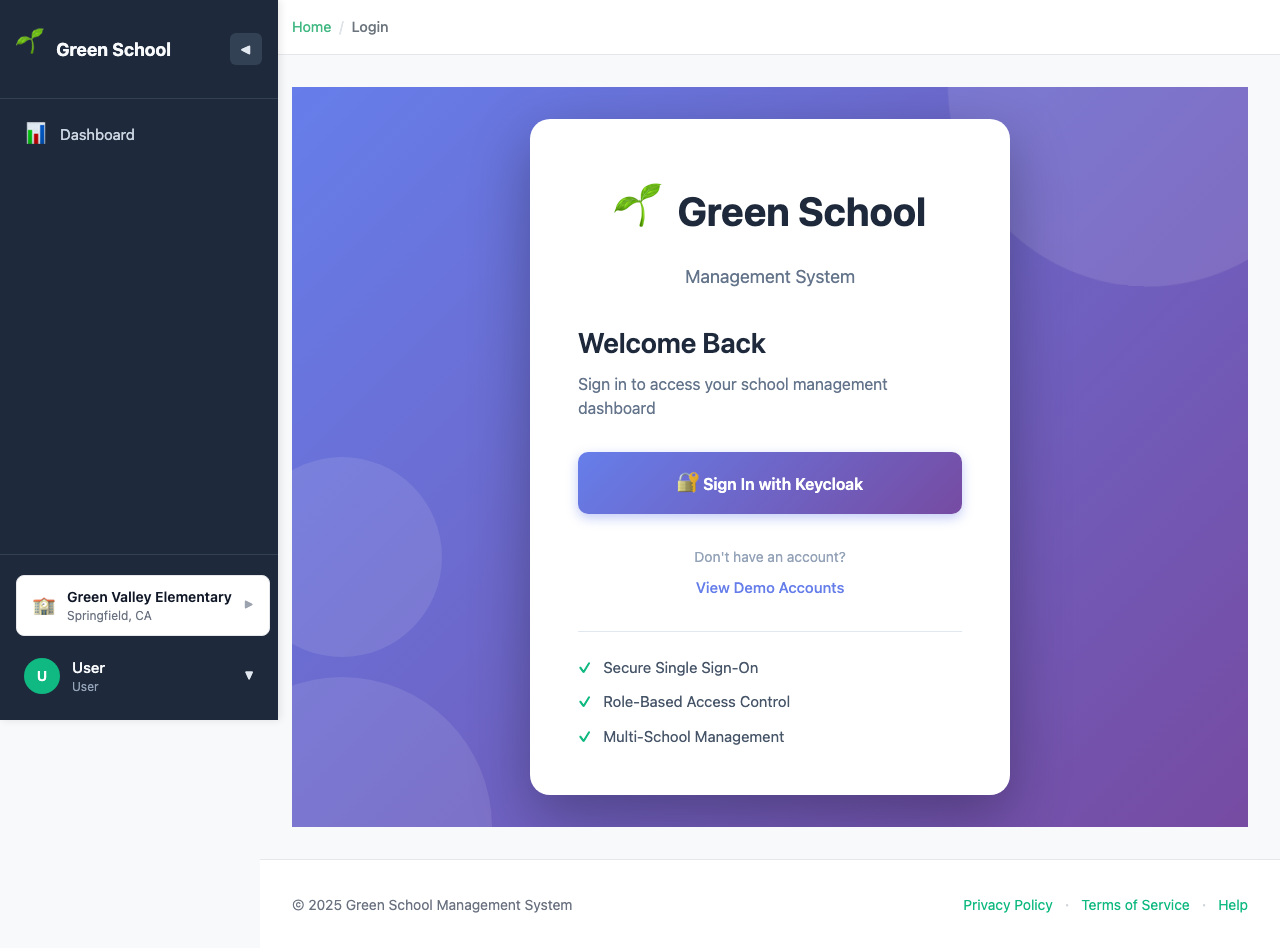 Green School
◀
Home / Login
Dashboard
Green School
Management System
Welcome Back
Sign in to access your school management
dashboard
Sign In with Keycloak
Don't have an account?
View Demo Accounts
Secure Single Sign-On
Role-Based Access Control
Multi-School Management
Green Valley Elementary
Springfield, CA
▶
U
User
User
▼
© 2025 Green School Management System
Privacy Policy · Terms of Service · Help